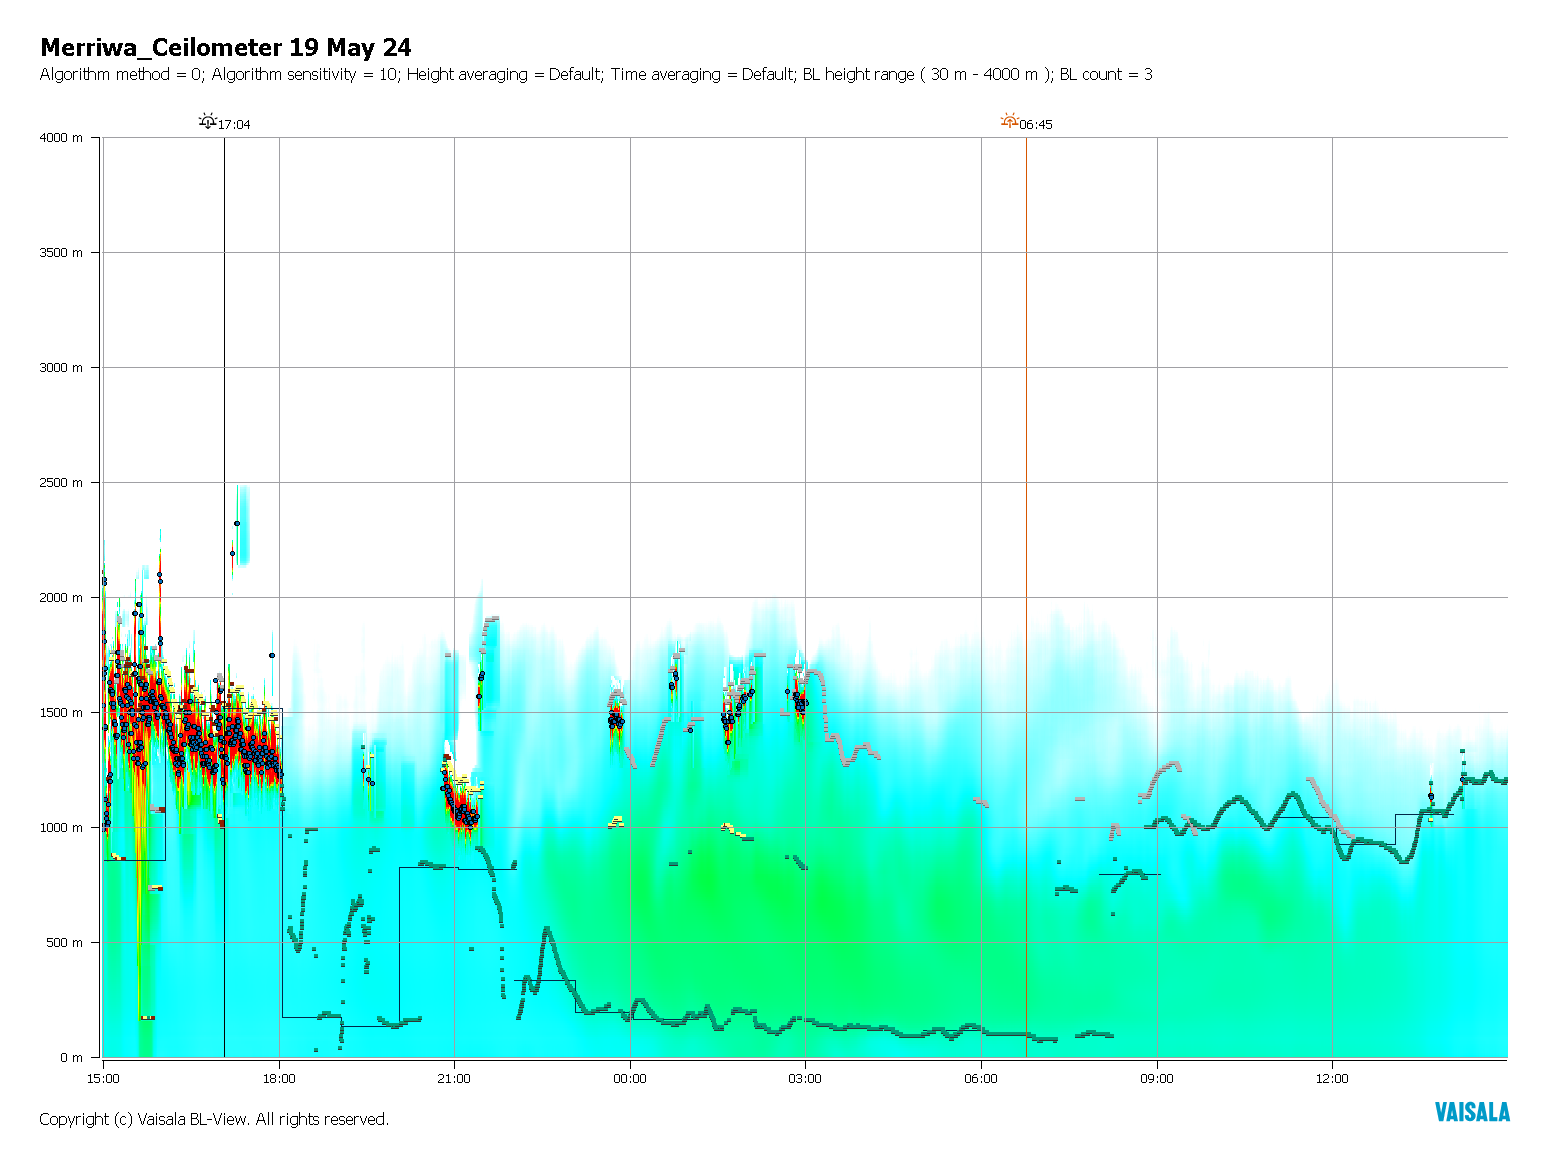 Merriwa_Ceilometer 19 May 24
Algorithm method = 0; Algorithm sensitivity = 10; Height averaging = Default; Time averaging = Default; BL height range ( 30 m - 4000 m ); BL count = 3
17:04
06:45
4000 m
3500 m
3000 m
2500 m
2000 m
1500 m
1000 m
500 m
0 m
15:00 18:00 21:00 00:00 03:00 06:00 09:00 12:00
Copyright (c) Vaisala BL-View. All rights reserved.
VAISALA